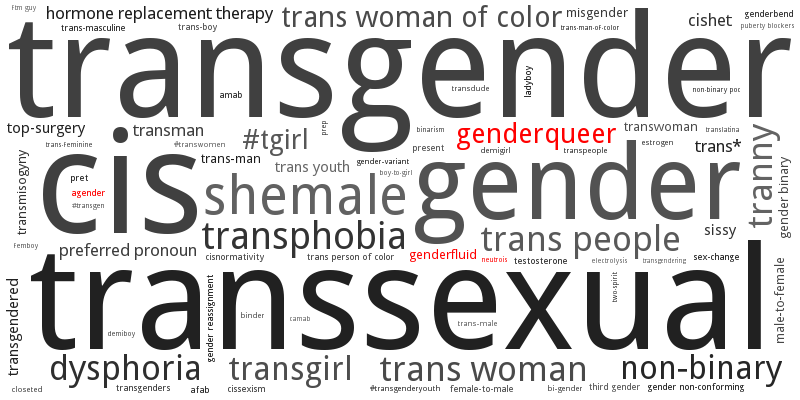 Ftm guy
hormone replacement therapy
trans woman of color
misgender
cishet
genderbend
trans-masculine
trans-boy
trans-man-of-color
puberty blockers
transgender
amab
transdude
ladyboy
non-binary poc
top-surgery
transman
#tgirl
prep
binarism
genderqueer
transwoman
translatina
trans-Feminine
#transwomen
present
demigirl
transpeople
estrogen
trans*
cis
trans-man
trans youth
gender-variant
boy-to-girl
gender
tranny
gender binary
transmisogyny
pret
agender
#transgen
shemale
Femboy
preferred pronoun
transphobia
trans people
sissy
cisnormativity
trans person of color
genderfluid
neutrois
testosterone
electrolysis
transgendering
sex-change
transsexual
transgendered
demiboy
gender reassignment
binder
camab
trans-male
two-spirit
male-to-female
dysphoria
transgirl
trans woman
non-binary
closeted
transgenders
afab
cissexism
#transgenderyouth
female-to-male
bi-gender
third gender
gender non-conforming